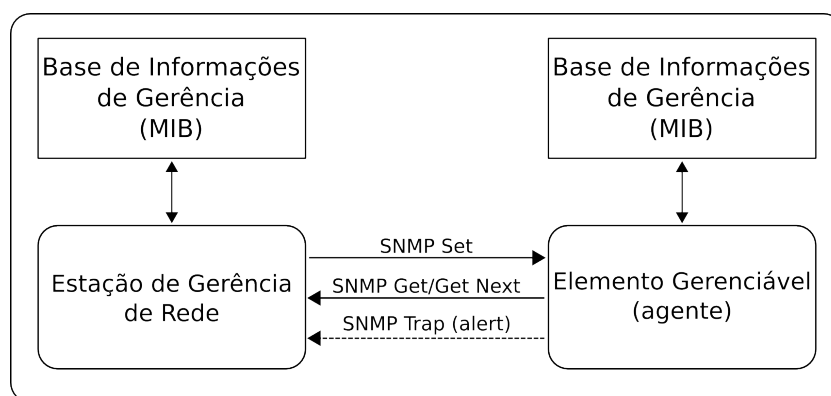 Base de Informações
de Gerência
(MIB)
Base de Informações
de Gerência
(MIB)
Estação de Gerência
de Rede
SNMP Set
SNMP Get/Get Next
SNMP Trap (alert)
Elemento Gerenciável
(agente)